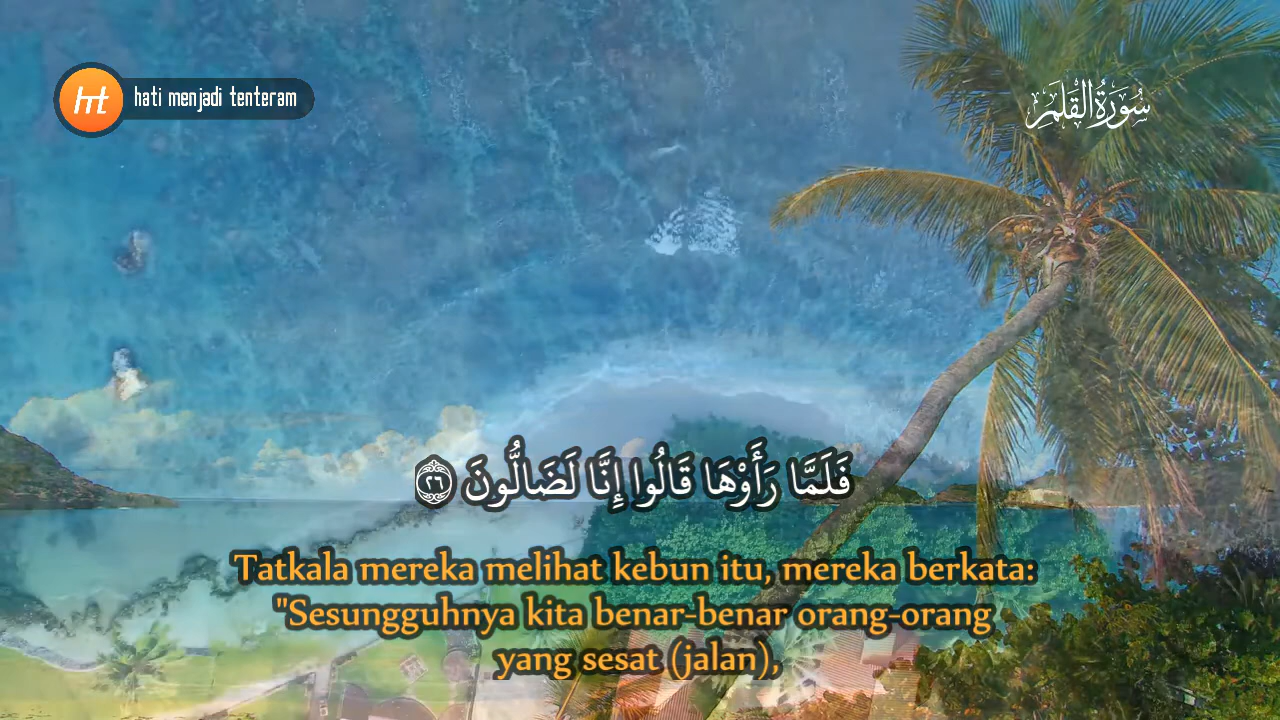 hati menjadi tenteram
سُورَةُ القَلَمِ
فَلَمَّا رَأَوْهَا قَالُوا إِنَّا لَضَالُّونَ ٢٦
Tatkala mereka melihat kebun itu, mereka berkata:
"Sesungguhnya kita benar-benar orang-orang
yang sesat (jalan),